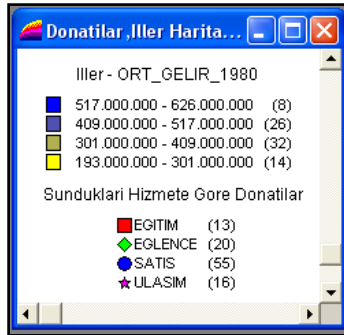 Donatilar ,Iller Harita...
Iller - ORT_GELIR_1980
517.000.000 - 626.000.000 (8)
409.000.000 - 517.000.000 (26)
301.000.000 - 409.000.000 (32)
193.000.000 - 301.000.000 (14)
Sunduklari Hizmete Gore Donatilar
EGITIM (13)
EGLENCE (20)
SATIS (55)
ULASIM (16)